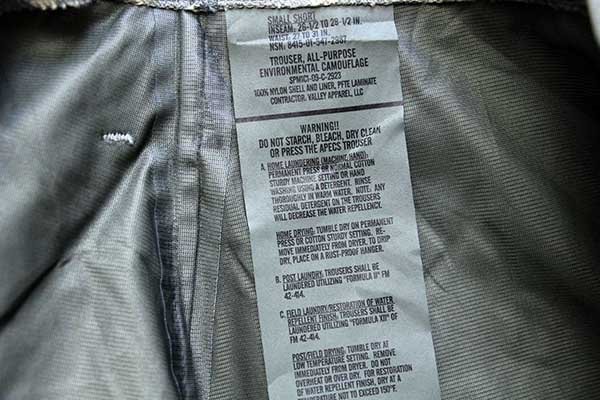 SMALL SHORT
INSEAM: 26-1/2 TO 28-1/2 IN.
WAIST: 27 TO 31 IN.
NSN: 8415-01-547-2987
TROUSER, ALL-PURPOSE
ENVIRONMENTAL CAMOUFLAGE
SPM1C1-09-C-2923
100% NYLON SHELL AND LINER, PTFE LAMINATE
CONTRACTOR: VALLEY APPAREL, LLC
WARNING!!
DO NOT STARCH, BLEACH, DRY CLEAN
OR PRESS THE APECS TROUSER
A. HOME LAUNDERING (MACHINE HAND):
PERMANENT PRESS OR NORMAL COTTON
STURDY MACHINE SETTING OR HAND
WASHING USING A DETERGENT. RINSE
THOROUGHLY IN WARM WATER. NOTE: ANY
RESIDUAL DETERGENT ON THE TROUSERS
WILL DECREASE THE WATER REPELLENCY.
HOME DRYING: TUMBLE DRY ON PERMANENT
PRESS OR COTTON STURDY SETTING. RE-
MOVE IMMEDIATELY FROM DRYER. TO DRIP
DRY, PLACE ON A RUST-PROOF HANGER.
B. POST LAUNDRY: TROUSERS SHALL BE
LAUNDERED UTILIZING "FORMULA II" FM
42-414.
C. FIELD LAUNDRY/RESTORATION OF WATER
REPELLENT FINISH: TROUSERS SHALL BE
LAUNDERED UTILIZING "FORMULA XII" OF
FM 42-414.
POST/FIELD DRYING: TUMBLE DRY AT
LOW TEMPERATURE SETTING. REMOVE
IMMEDIATELY FROM DRYER. DO NOT
OVERHEAT OR OVER DRY. FOR RESTORATION
OF WATER REPELLENT FINISH, DRY AT A
TEMPERATURE NOT TO EXCEED 150°F.